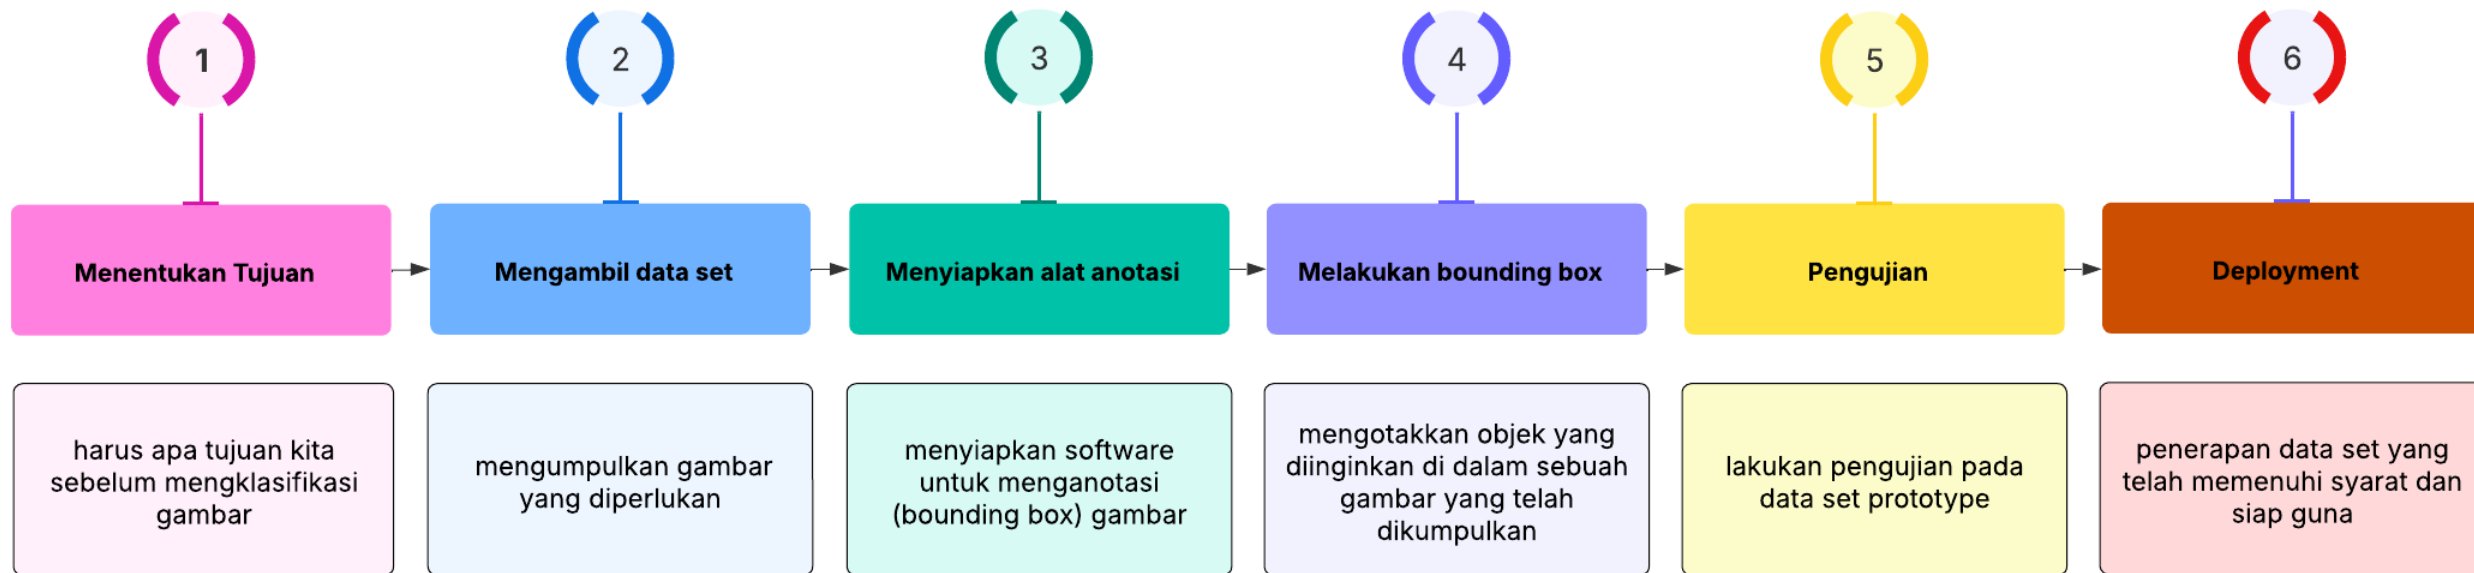 1
2
3
4
5
6
Menentukan Tujuan
Mengambil data set
Menyiapkan alat anotasi
Melakukan bounding box
Pengujian
Deployment
harus apa tujuan kita
sebelum mengklasifikasi
gambar
mengumpulkan gambar
yang diperlukan
menyiapkan software
untuk menganotasi
(bounding box) gambar
mengotakkan objek yang
diinginkan di dalam sebuah
gambar yang telah
dikumpulkan
lakukan pengujian pada
data set prototype
penerapan data set yang
telah memenuhi syarat dan
siap guna